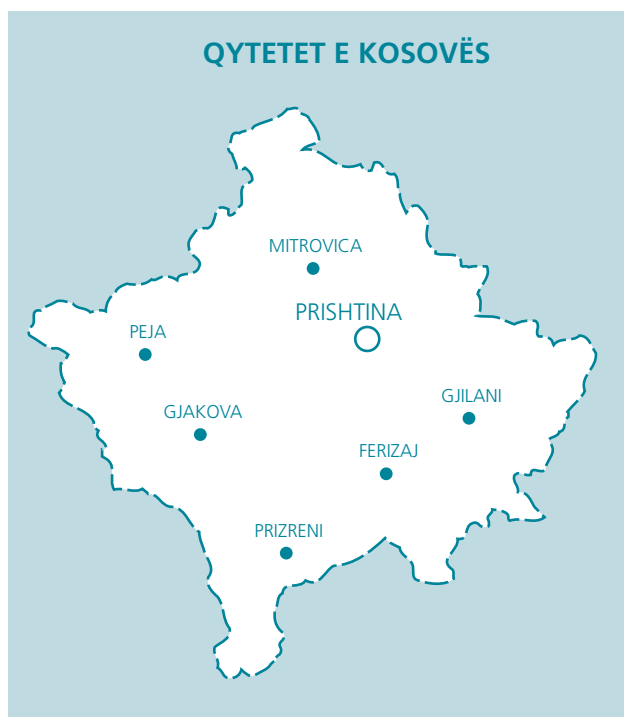 QYTETET E KOSOVËS
MITROVICA
PRISHTINA
PEJA
GJILANI
GJAKOVA
FERIZAJ
PRIZRENI